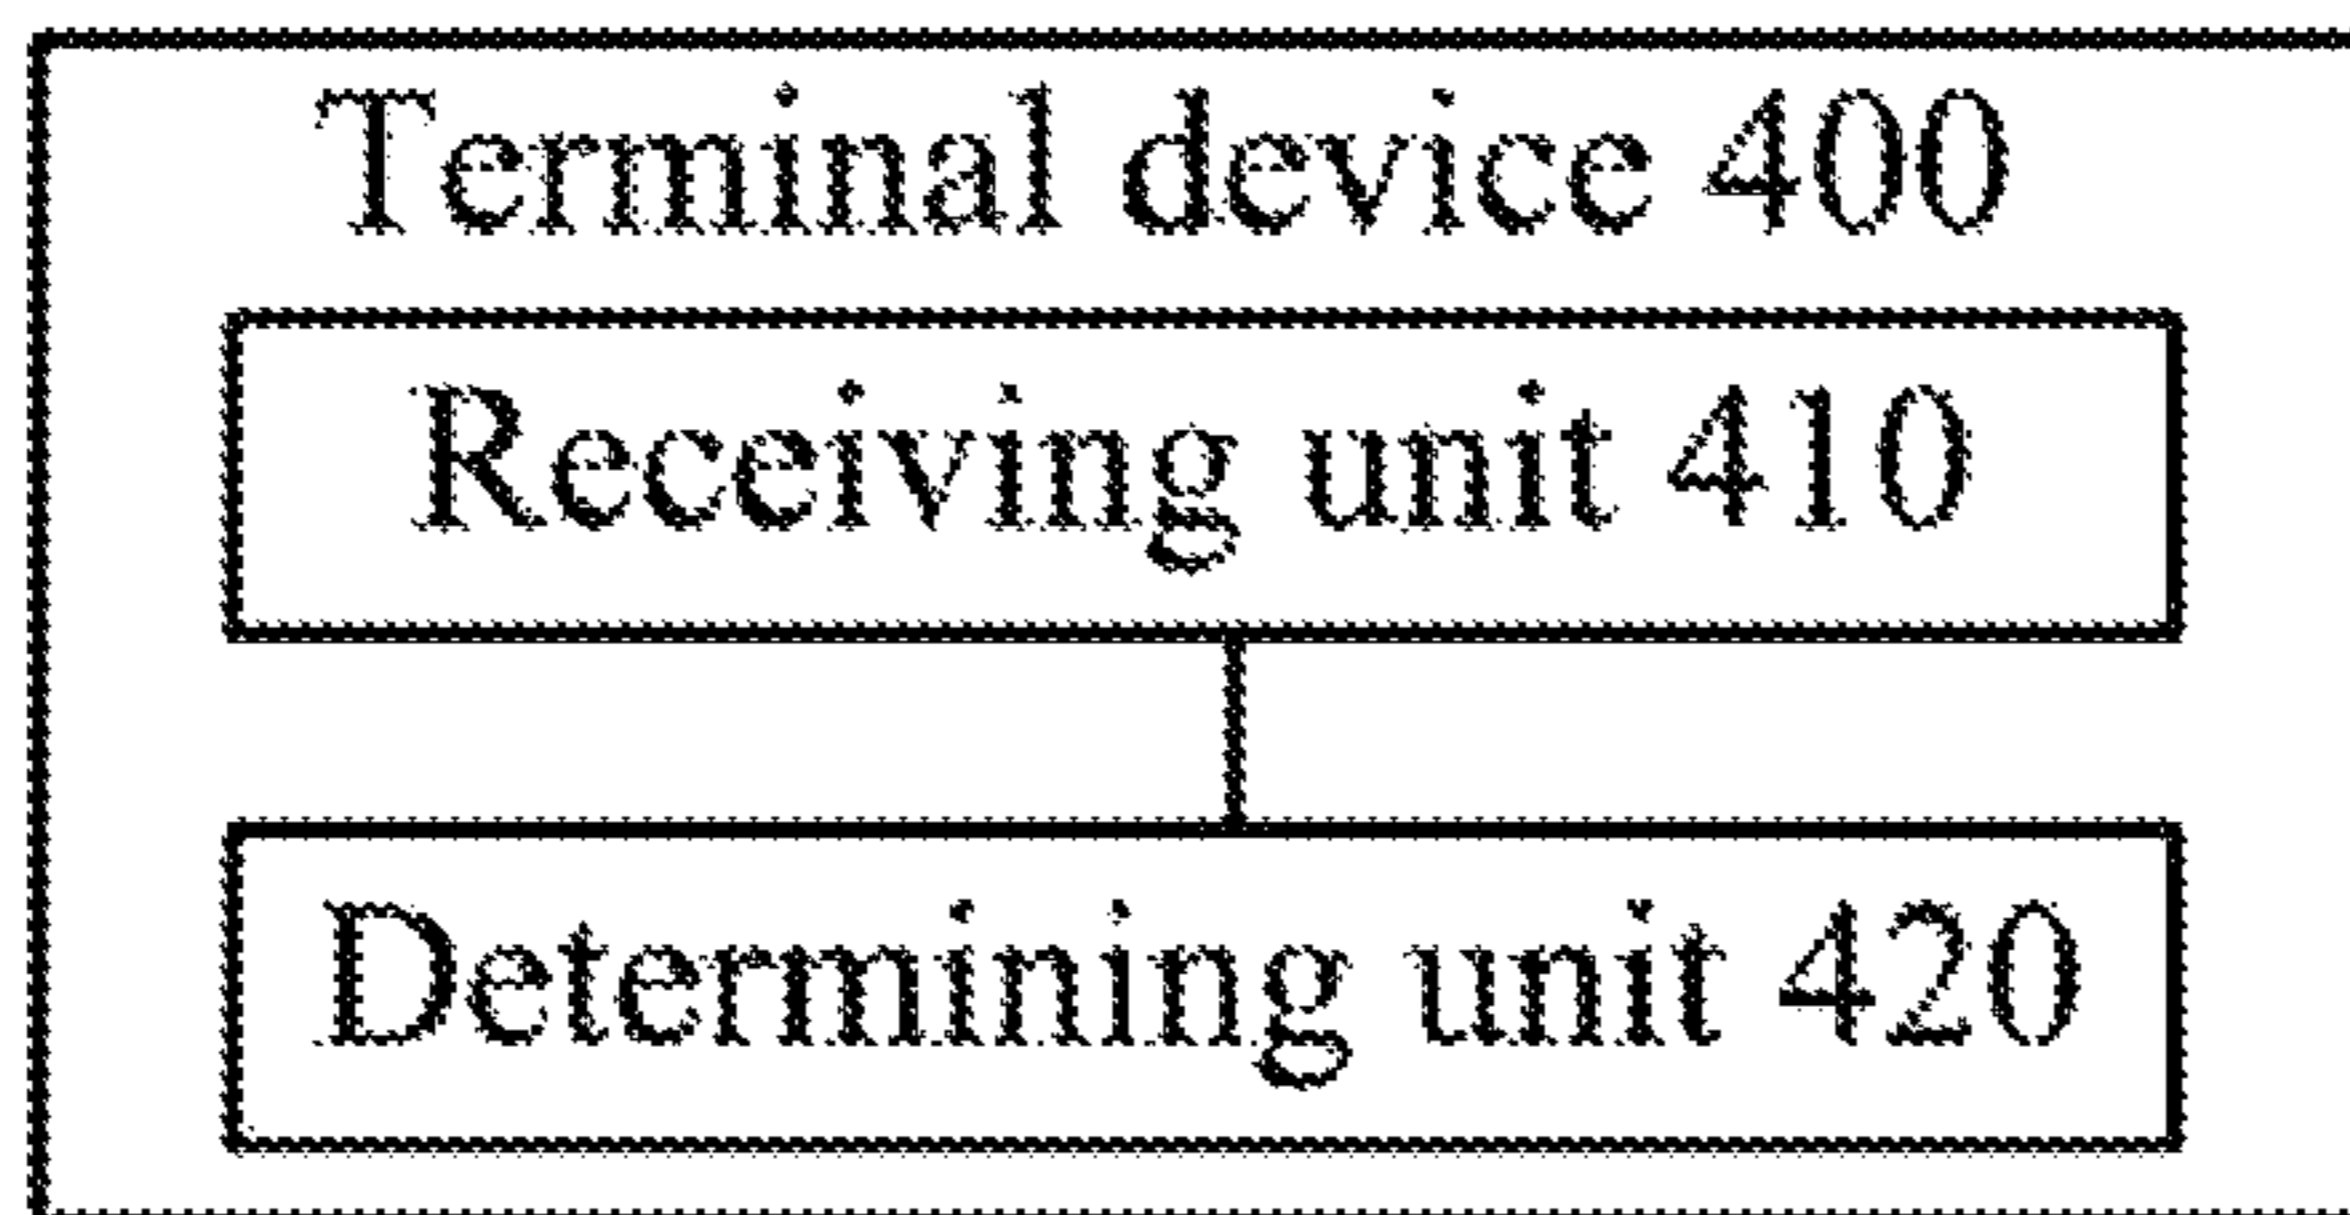 Terminal device 400
Receiving unit 410
Determining unit 420